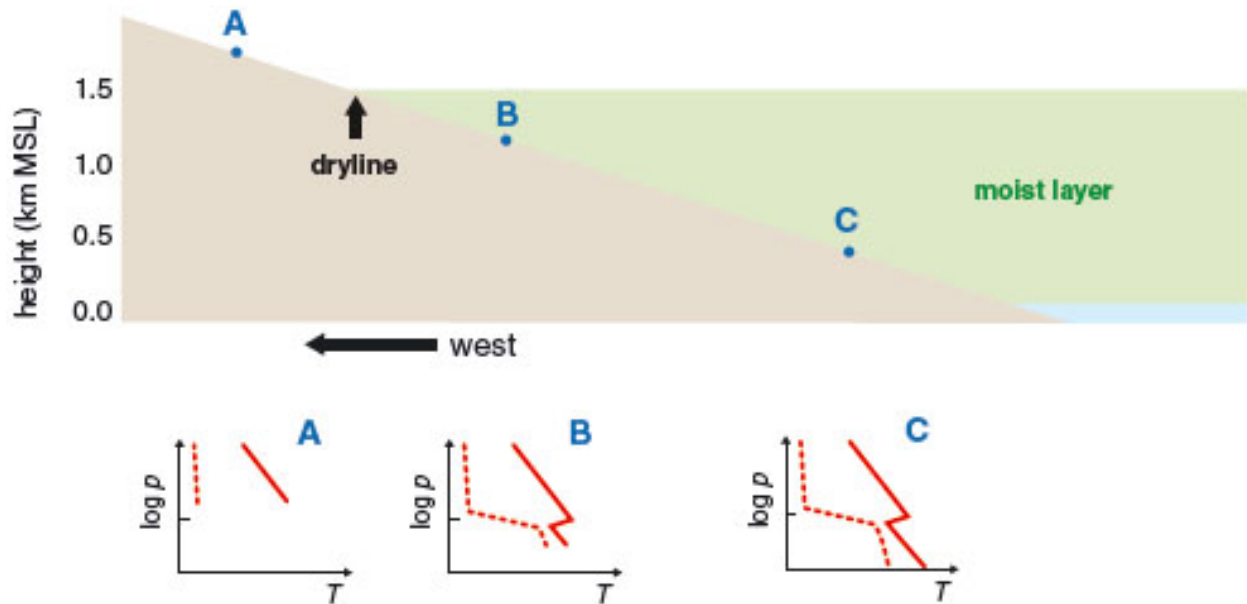 A
1.5
B
dryline
1.0
moist layer
C
0.5
0.0
height (km MSL)
west
A
B
C
log p
log p
log p
T
T
T